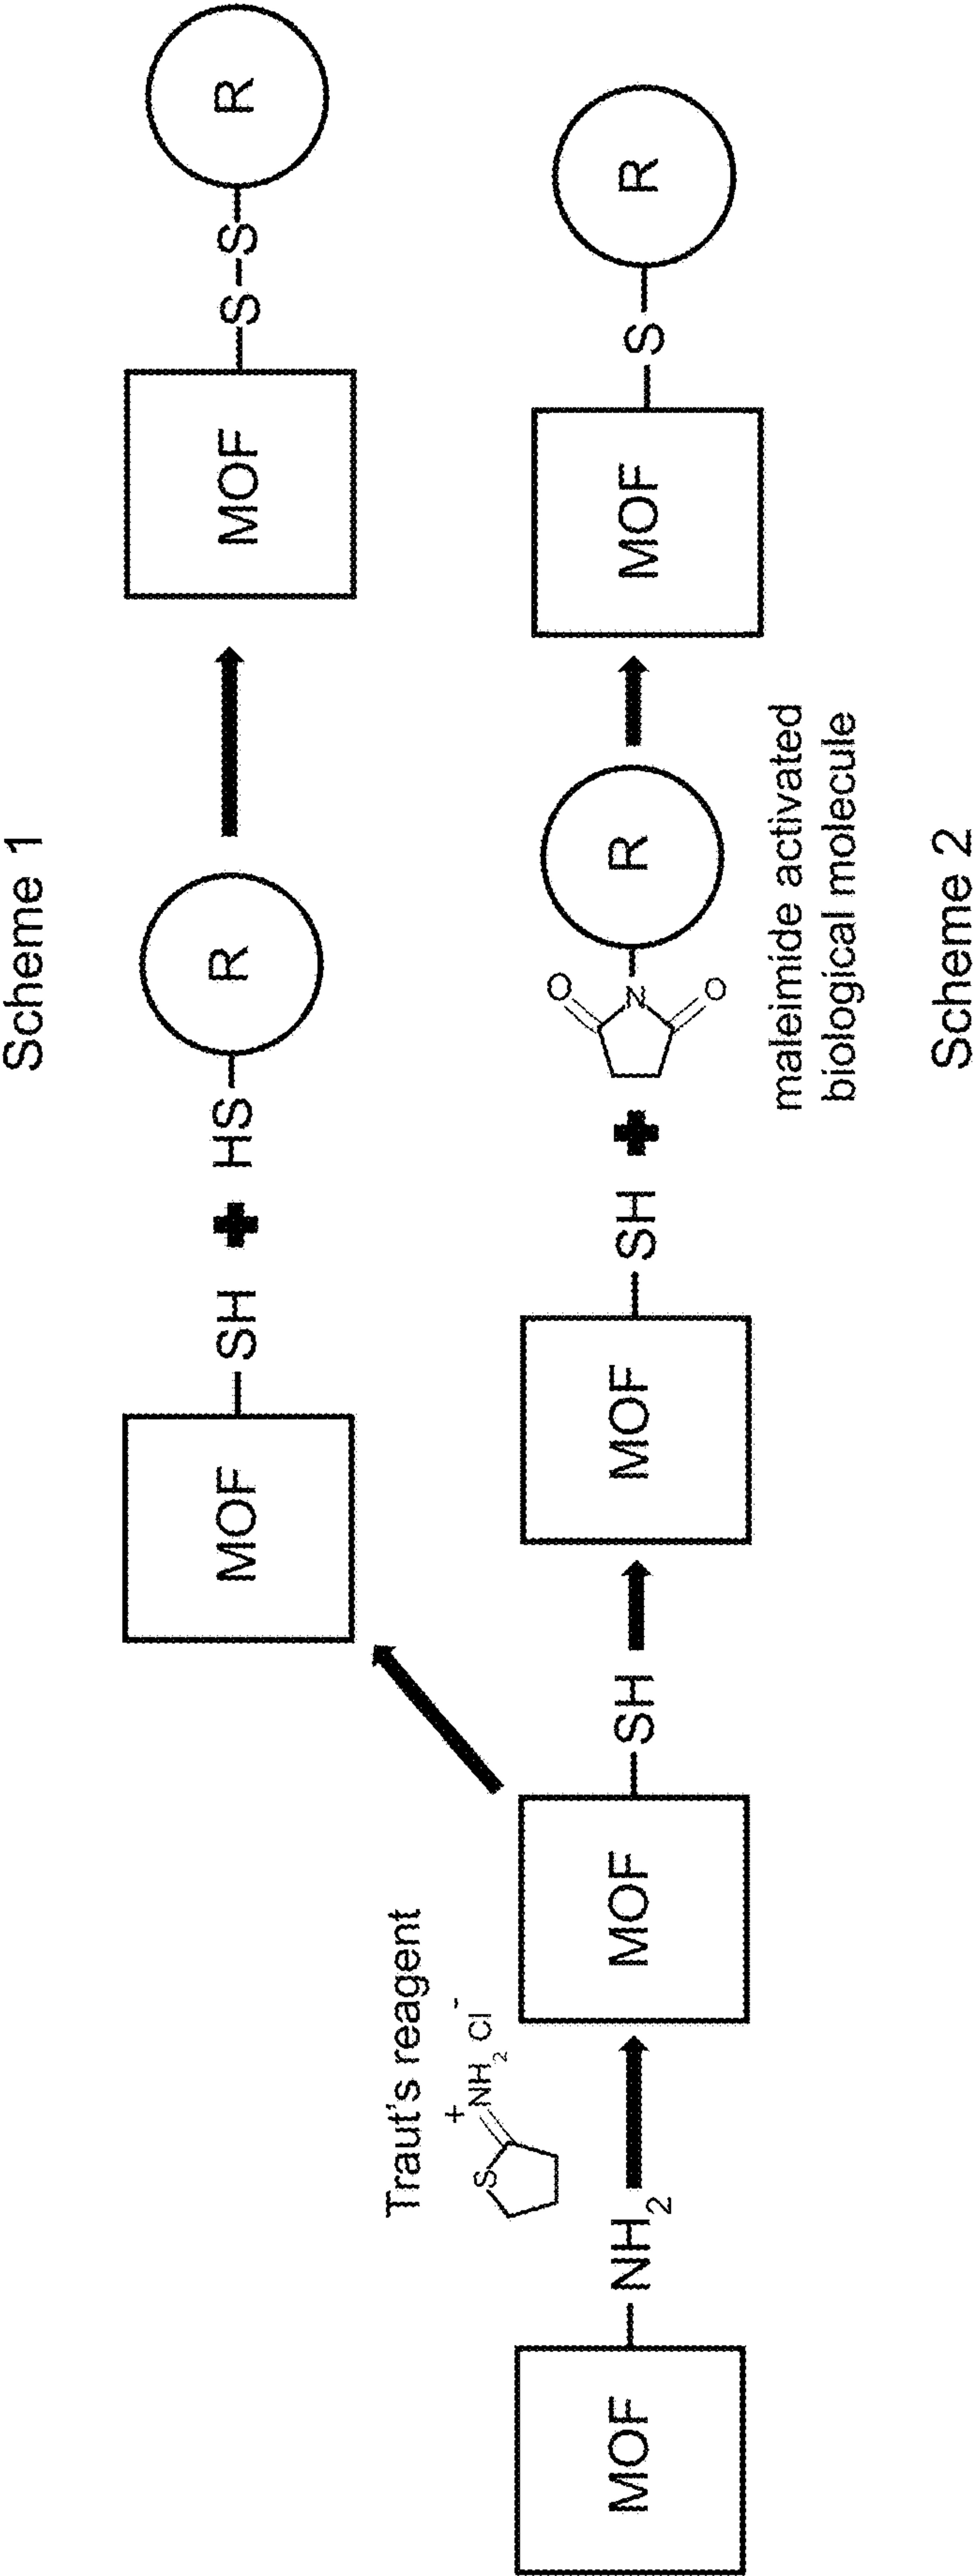 Scheme 1
MOF
SH
HS
R
MOF
S
S
R
Traut's reagent
S
+
NH2 Cl-
MOF
NH2
MOF
SH
MOF
SH
O
N
O
R
maleimide activated
biological molecule
MOF
S
R
Scheme 2